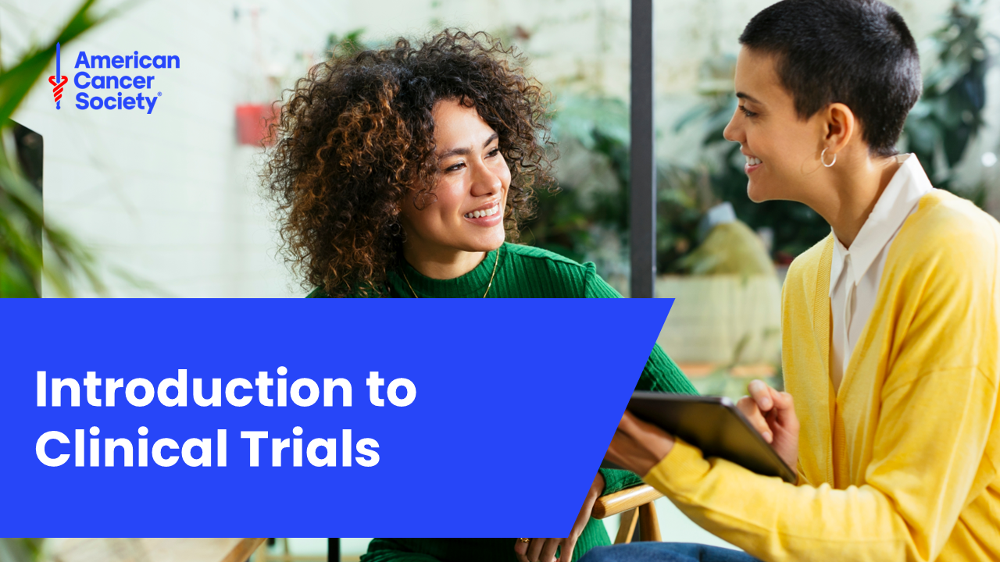 American
Cancer
Society®
Introduction to
Clinical Trials